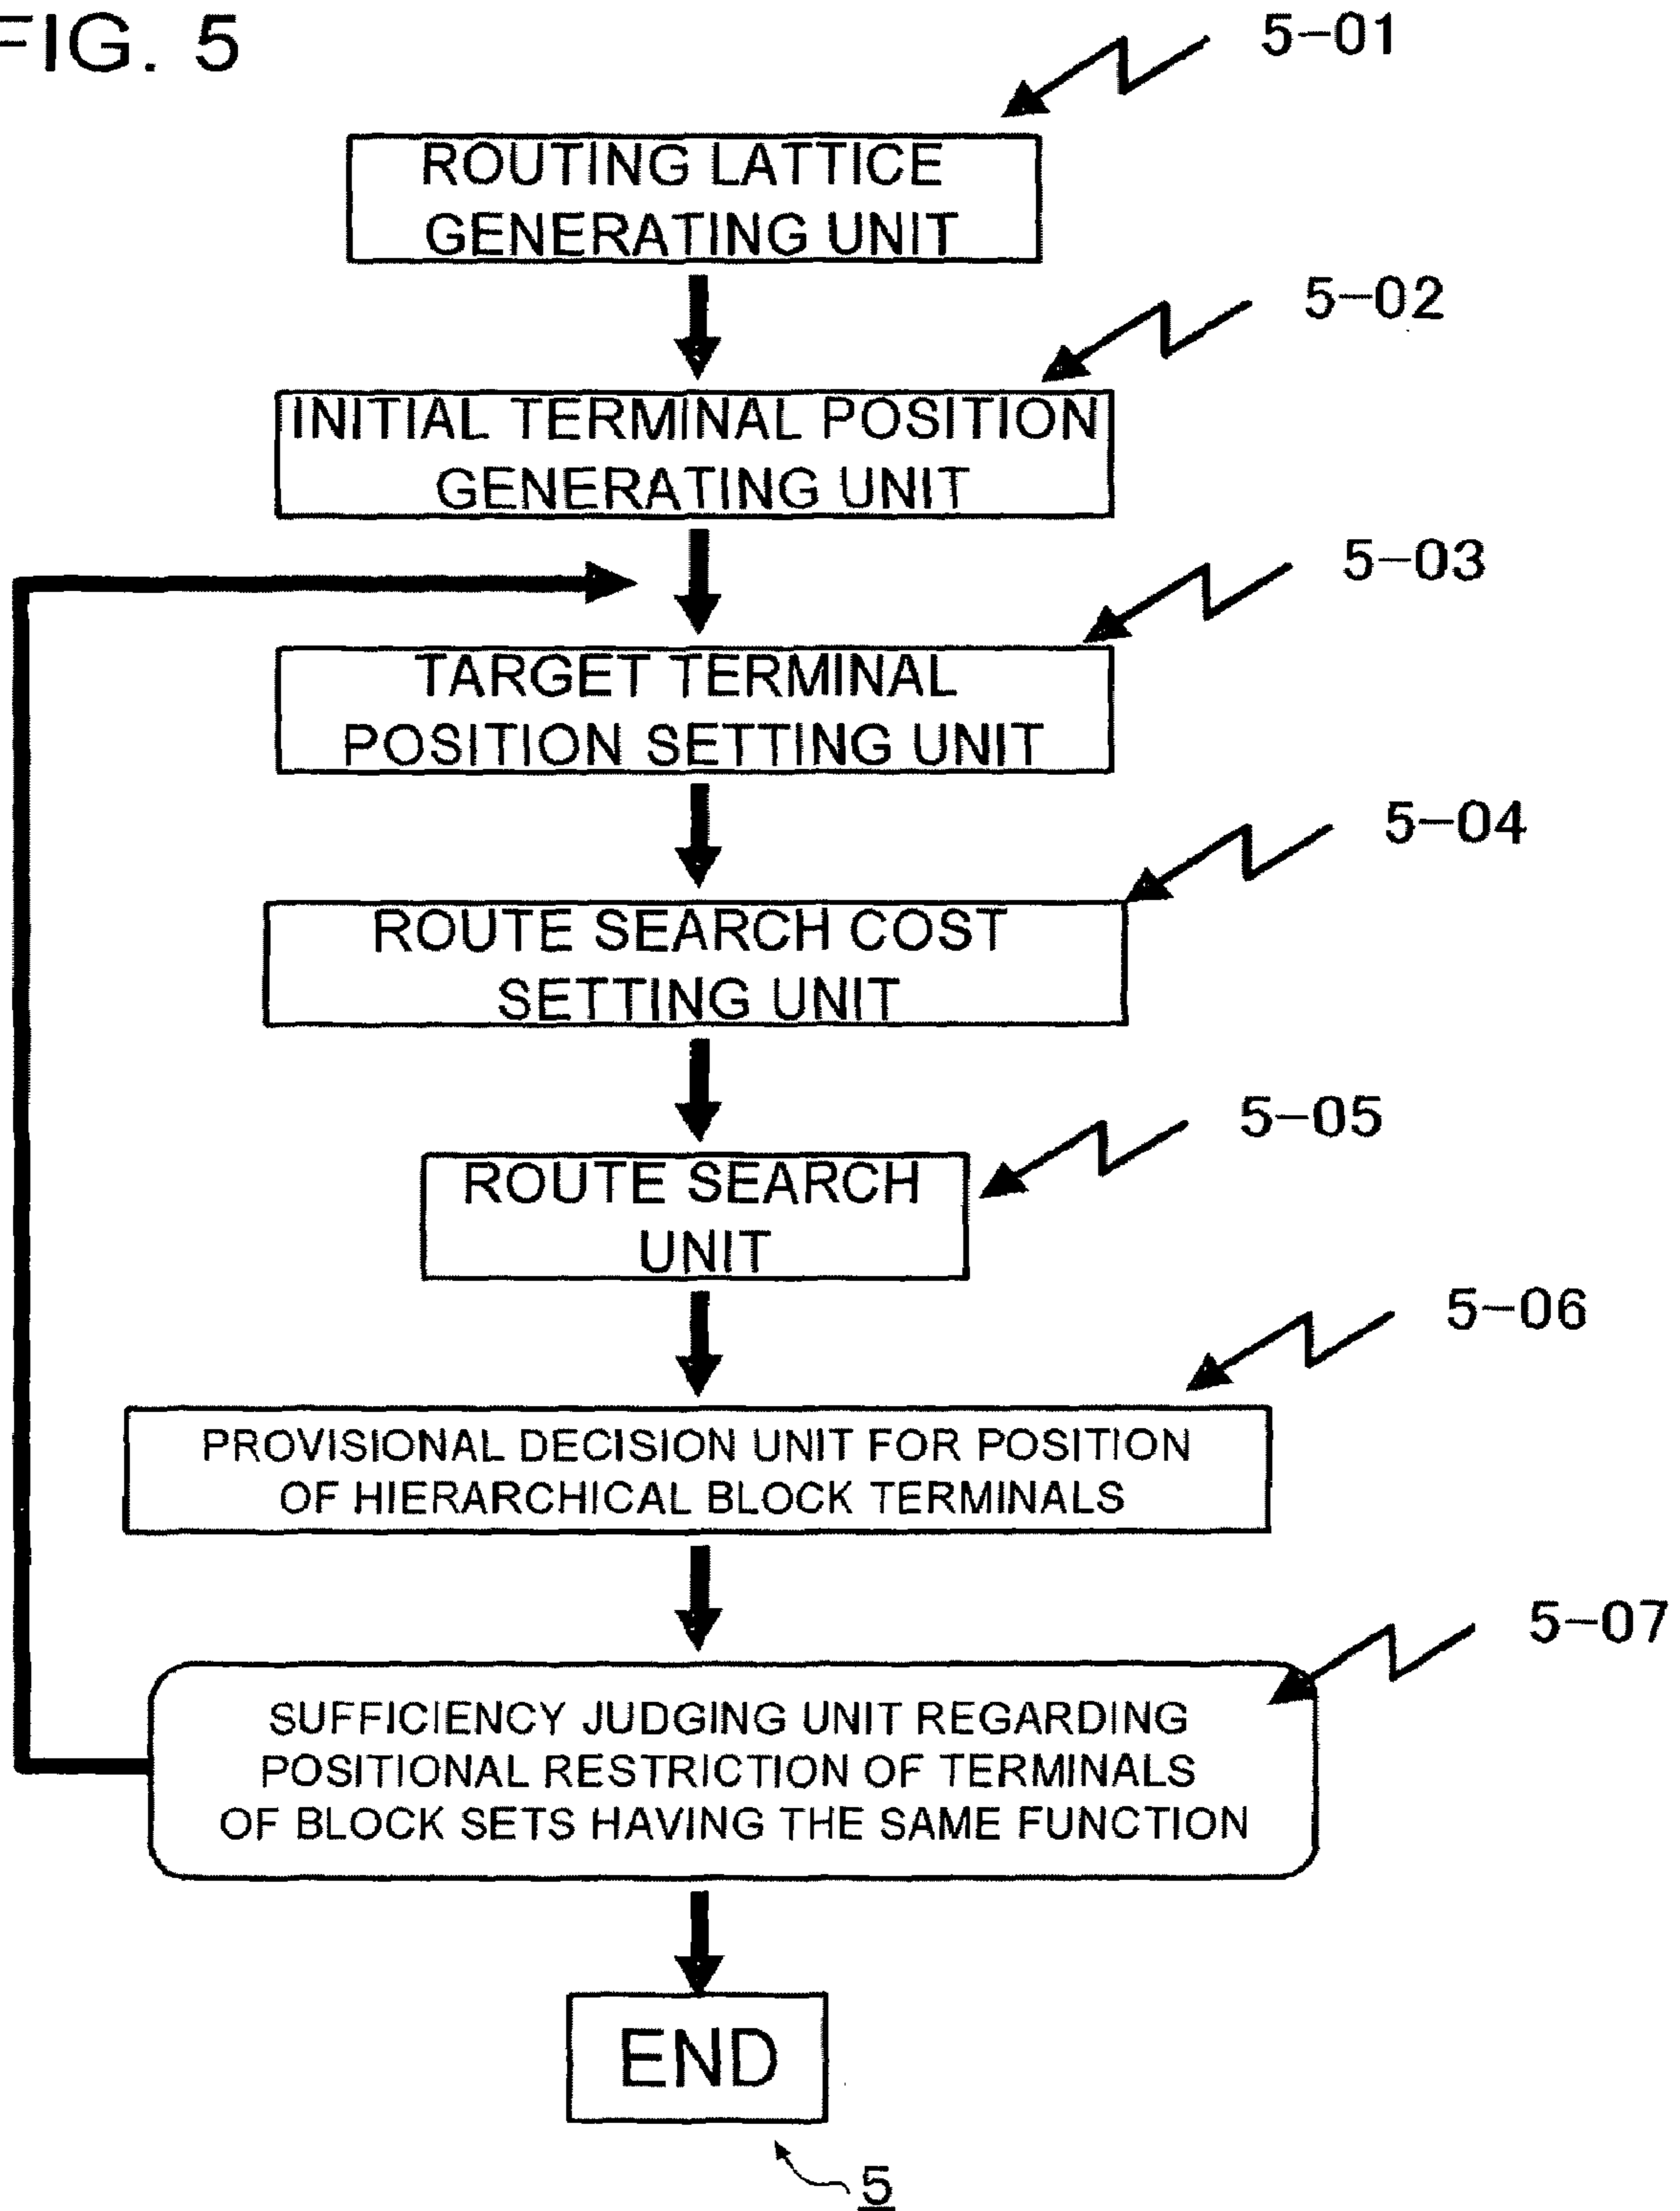 FIG. 5
5-01
ROUTING LATTICE
GENERATING UNIT
5-02
INITIAL TERMINAL POSITION
GENERATING UNIT
5-03
TARGET TERMINAL
POSITION SETTING UNIT
5-04
ROUTE SEARCH COST
SETTING UNIT
5-05
ROUTE SEARCH
UNIT
5-06
PROVISIONAL DECISION UNIT FOR POSITION
OF HIERARCHICAL BLOCK TERMINALS
5-07
SUFFICIENCY JUDGING UNIT REGARDING
POSITIONAL RESTRICTION OF TERMINALS
OF BLOCK SETS HAVING THE SAME FUNCTION
END
5